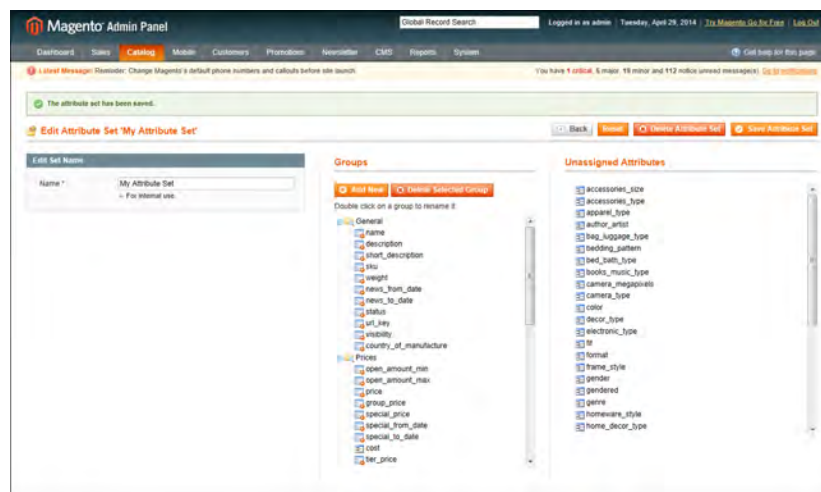 Magento Admin Panel
Global Record Search
Logged in as admin | Tuesday, April 29, 2014 | Try Magento Go for Free | Log Out
Dashboard Sales Catalog Mobile Customers Promotions Newsletter CMS Reports System Get help for this page
Latest Message: Reminder: Change Magento's default phone numbers and callouts before site launch You have 1 critical, 5 major, 19 minor and 112 notice unread message(s). Go to notifications
The attribute set has been saved.
Edit Attribute Set 'My Attribute Set'
Back Reset Delete Attribute Set Save Attribute Set
Edit Set Name
Name *
My Attribute Set
For internal use.
Groups
Add New Delete Selected Group
Double click on a group to rename it
General
name
description
short_description
sku
weight
news_from_date
news_to_date
status
url_key
visibility
country_of_manufacture
Prices
open_amount_min
open_amount_max
price
group_price
special_price
special_from_date
special_to_date
cost
tier_price
Unassigned Attributes
accessories_size
accessories_type
apparel_type
author_artist
bag_luggage_type
bedding_pattern
bed_bath_type
books_music_type
camera_megapixels
camera_type
color
decor_type
electronic_type
fit
format
frame_style
gender
gendered
genre
homeware_style
home_decor_type